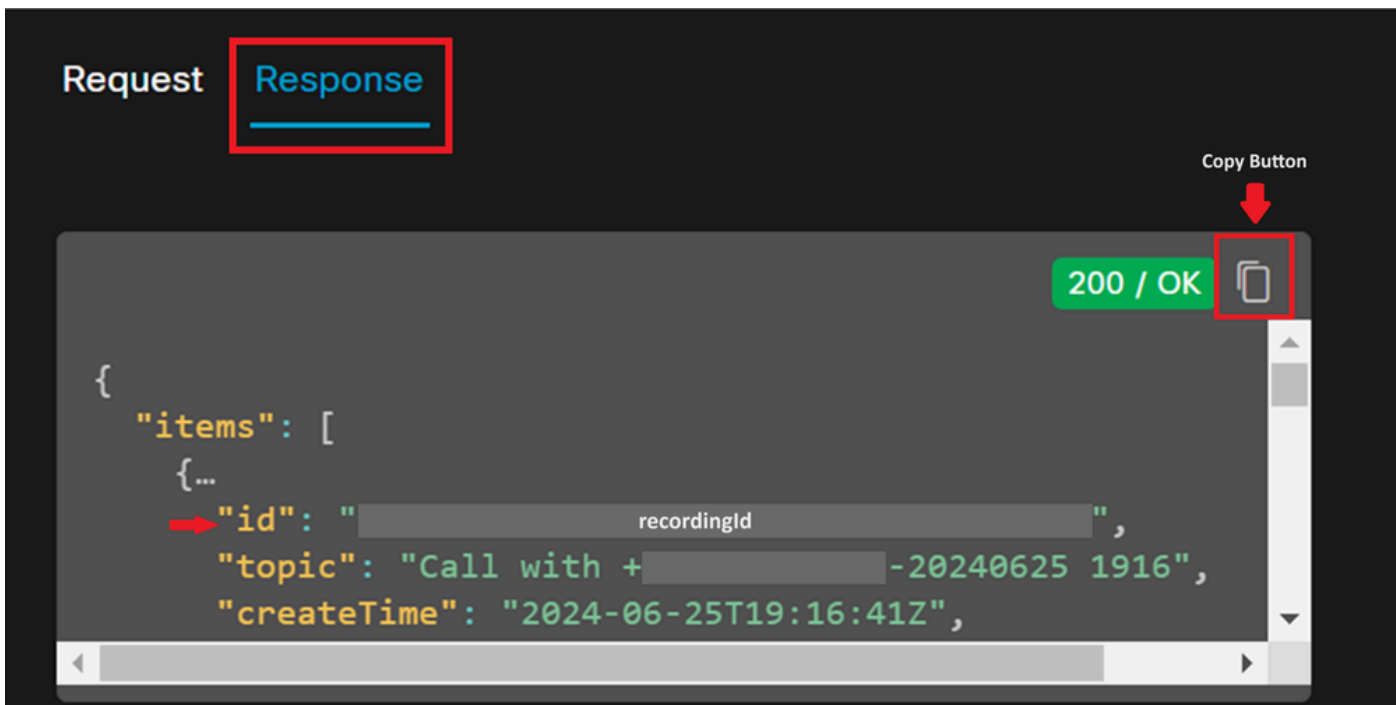 Request Response
Copy Button
200 / OK
{
"items": [
{…
"id": "recordingId",
"topic": "Call with + -20240625 1916",
"createTime": "2024-06-25T19:16:41Z",